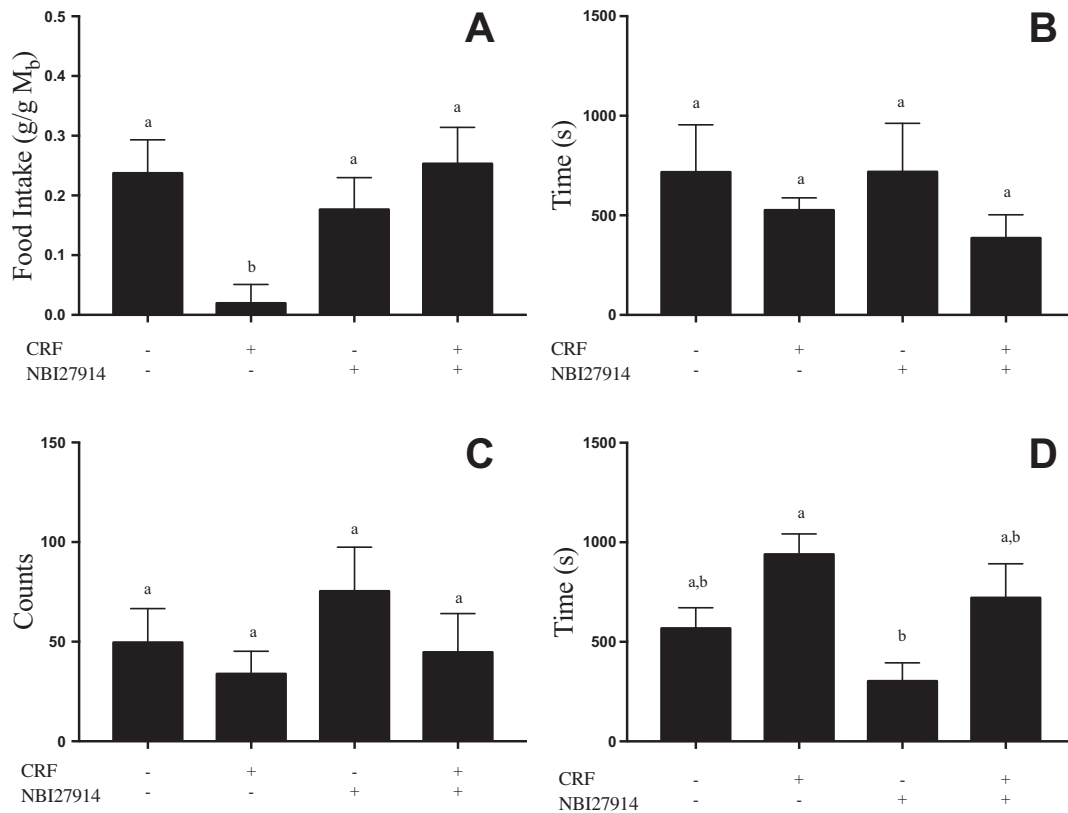 A
Food Intake (g/g Mb)
0.5
0.4
0.3
0.2
0.1
0.0
a
b
a
a
CRF - + - +
NBI27914 - - + +
B
Time (s)
1500
1000
500
0
a
a
a
a
CRF - + - +
NBI27914 - - + +
C
Counts
150
100
50
0
a
a
a
a
CRF - + - +
NBI27914 - - + +
D
Time (s)
1500
1000
500
0
a,b
a
b
a,b
CRF - + - +
NBI27914 - - + +